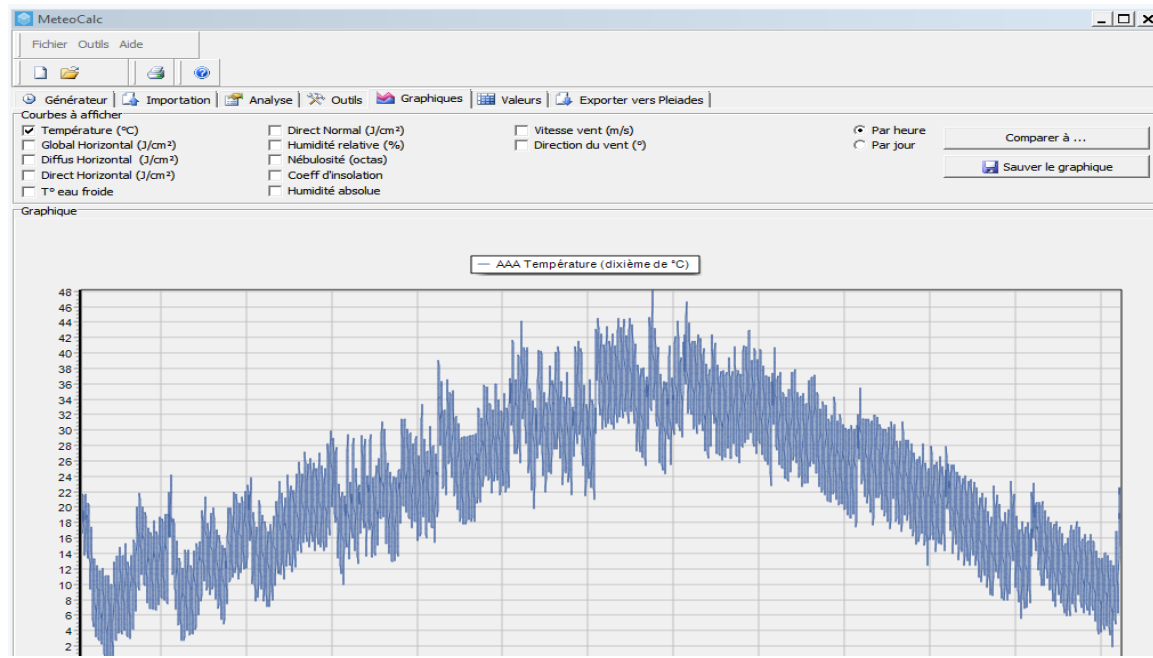 MeteoCalc
Fichier Outils Aide
Générateur Importation Analyse Outils Graphiques Valeurs Exporter vers Pleiades
Courbes à afficher
Température (°C) Direct Normal (J/cm²) Vitesse vent (m/s) Par heure
Global Horizontal (J/cm²) Humidité relative (%) Direction du vent (°) Par jour Comparer à ...
Diffus Horizontal (J/cm²) Nébulosité (octas)
Direct Horizontal (J/cm²) Coeff d'insolation Sauver le graphique
T° eau froide Humidité absolue
Graphique
AAA Température (dixième de °C)
48
46
44
42
40
38
36
34
32
30
28
26
24
22
20
18
16
14
12
10
8
6
4
2